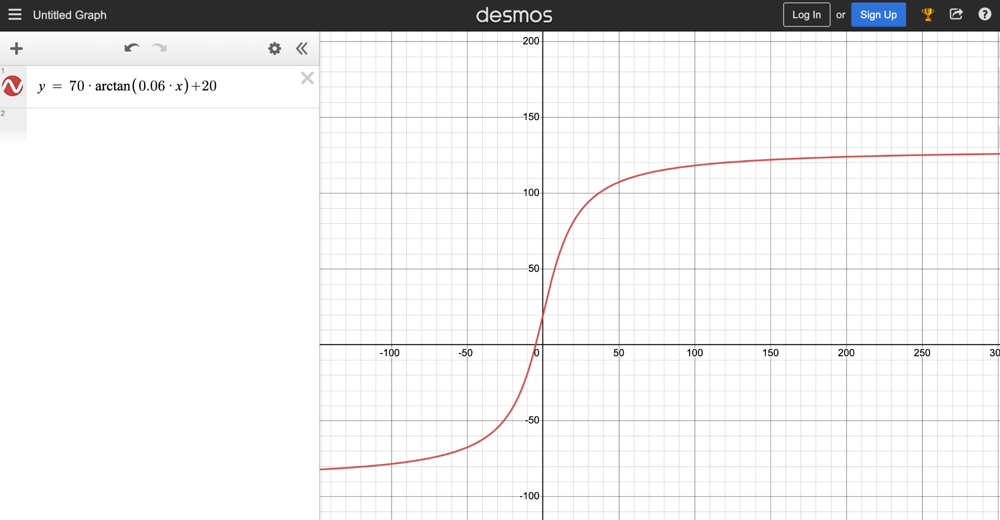 Untitled Graph
desmos
Log In or Sign Up
1
y = 70 · arctan(0.06 · x)+20
2
200
150
100
50
-100 -50 0 50 100 150 200 250 30
-50
-100